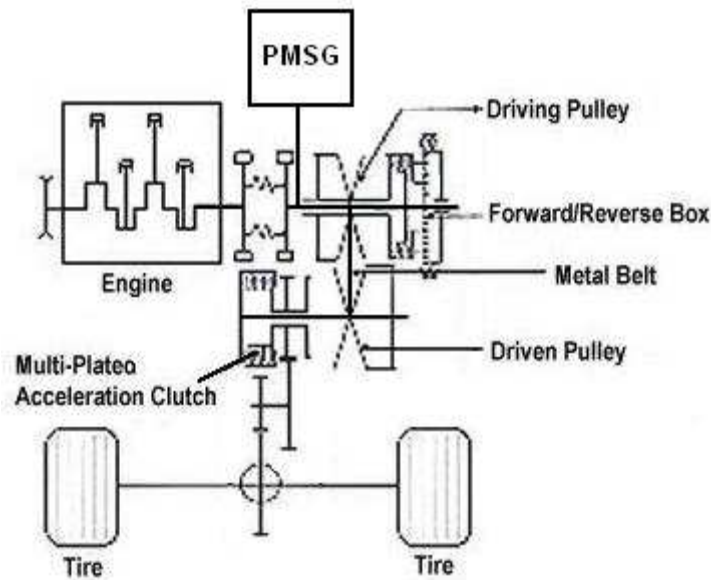 PMSG
Driving Pulley
Forward/Reverse Box
Engine
Metal Belt
Multi-Plateo
Acceleration Clutch
Driven Pulley
Tire
Tire